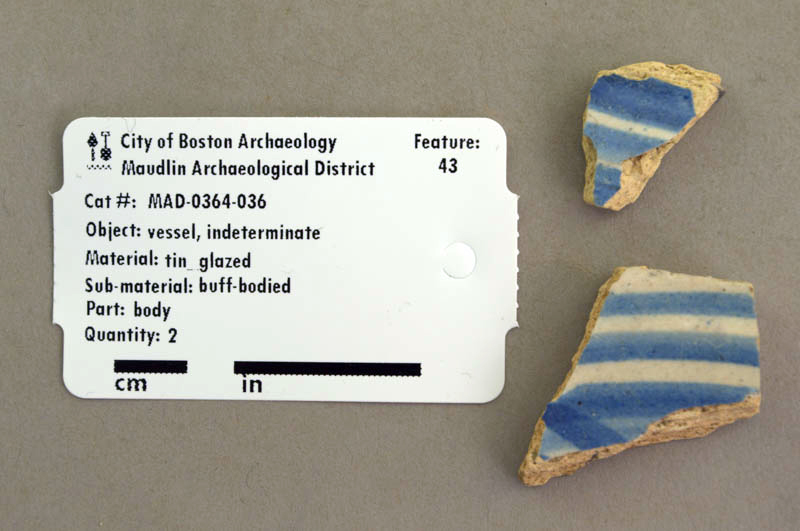 City of Boston Archaeology
Maudlin Archaeological District
Feature:
43
Cat #: MAD-0364-036
Object: vessel, indeterminate
Material: tin_glazed
Sub-material: buff-bodied
Part: body
Quantity: 2
cm in